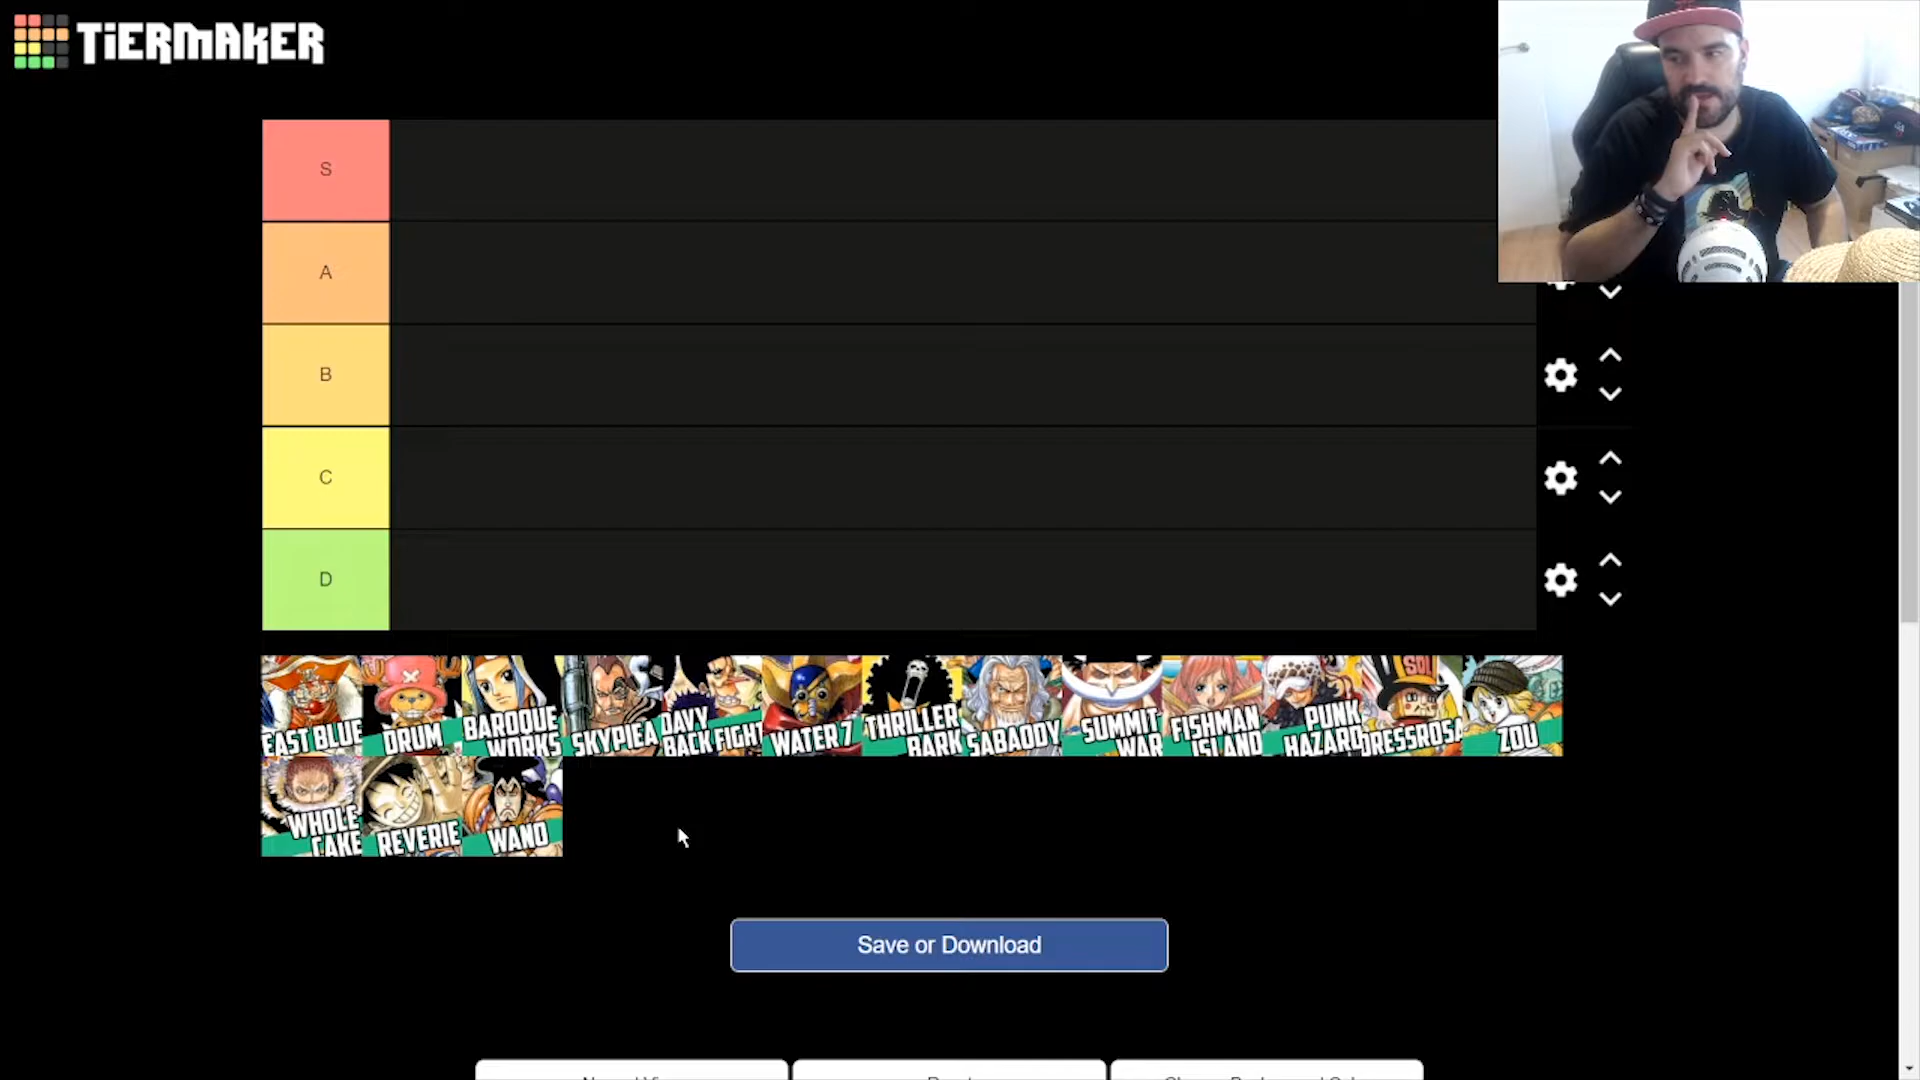 TiERMAKER
S
A
B
C
D
EAST BLUE
DRUM
BAROQUE
WORKS
SKYPIEA
DAVY
BACK FIGH
WATER 7
THRILLER
BARK
SABAODY
SUMMIT
WAR
FISHMAN
ISLAND
PUNK
HAZARD
DRESSROSA
ZOU
WHOLE
CAKE
REVERIE
WANO
Save or Download